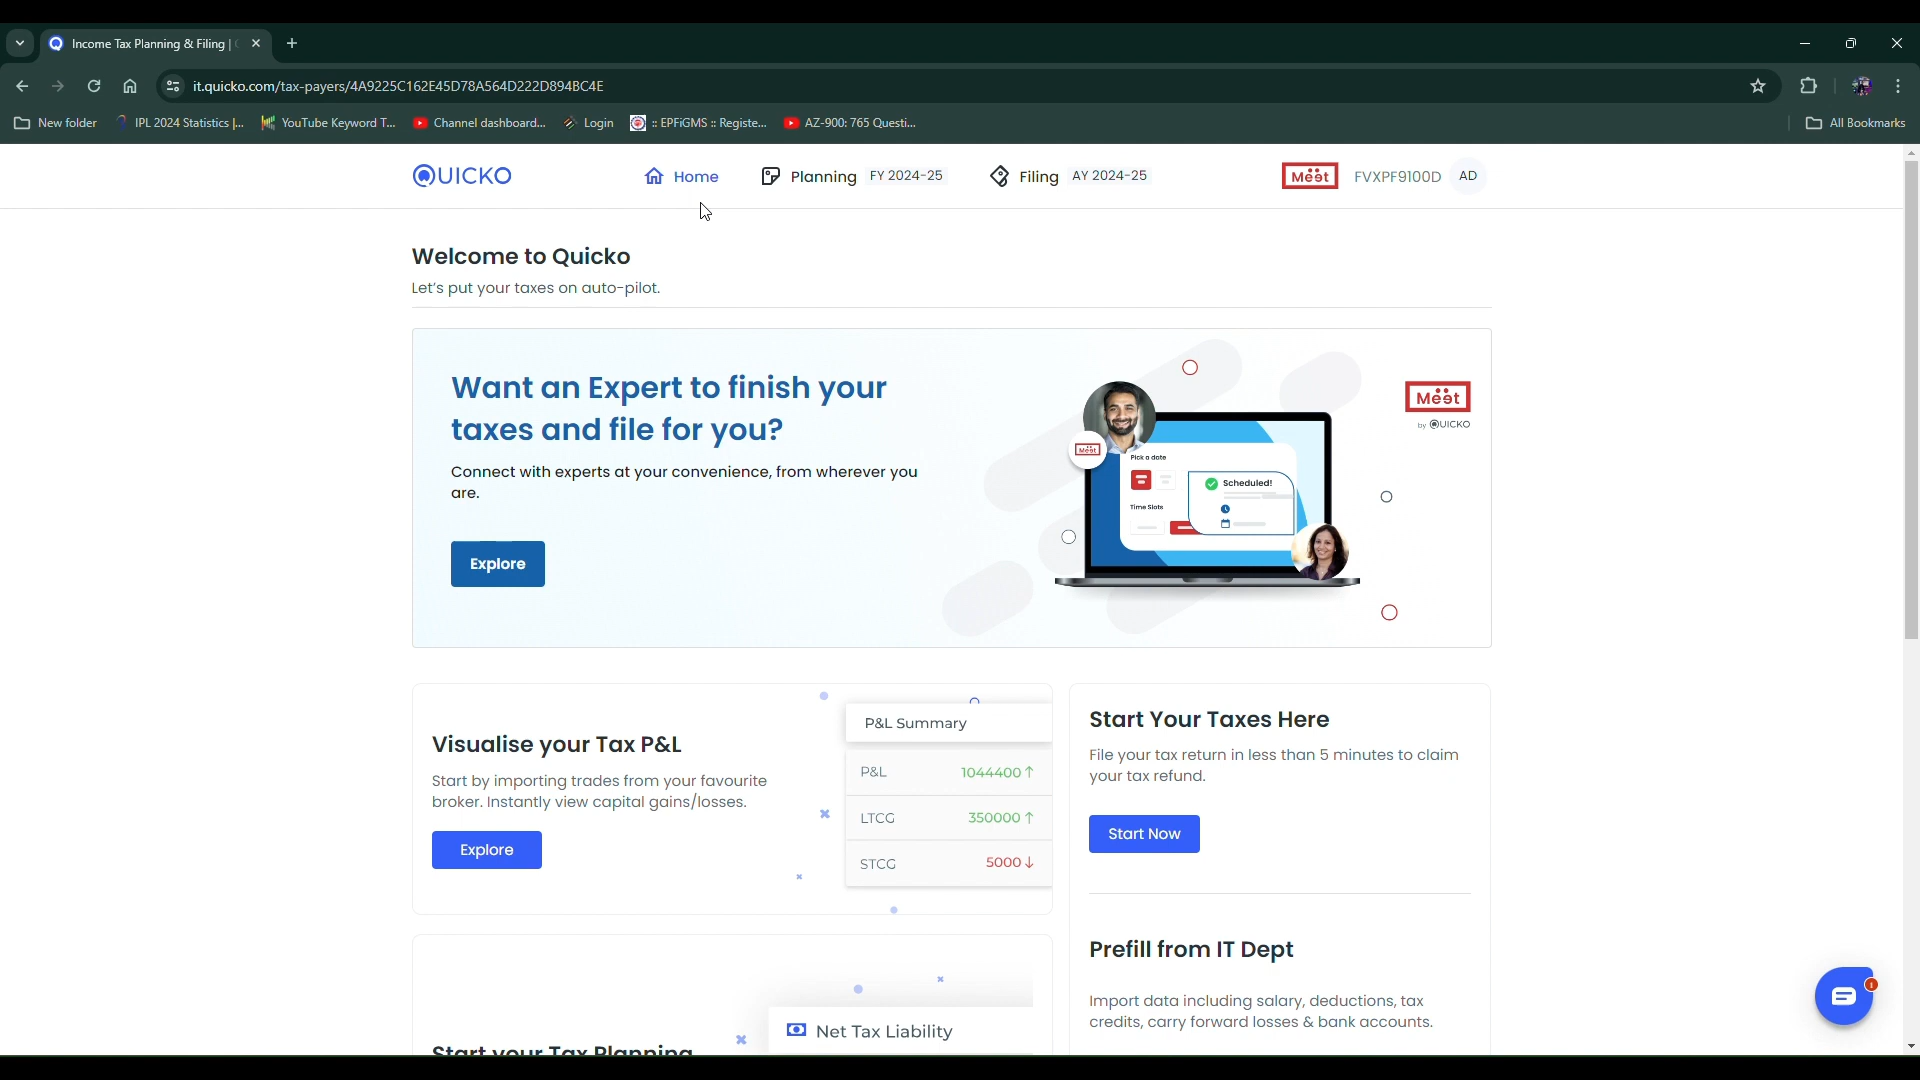 Income Tax Planning & Filing |
it.quicko.com/tax-payers/4A9225C162E45D78A564D222D894BC4E
New folder IPL 2024 Statistics |... YouTube Keyword T... Channel dashboard... Login :: EPFiGMS :: Registe... AZ-900: 765 Questi... All Bookmarks
QUICKO Home Planning FY 2024-25 Filing AY 2024-25 Meet FVXPF9100D AD
Welcome to Quicko
Let's put your taxes on auto-pilot.
Want an Expert to finish your
taxes and file for you?
Connect with experts at your convenience, from wherever you
are.
Explore
Meet
by QUICKO
Meet
Pick a date
Scheduled!
Time Slots
Visualise your Tax P&L
Start by importing trades from your favourite
broker. Instantly view capital gains/losses.
Explore
P&L Summary
P&L 1044400↑
LTCG 350000↑
STCG 5000↓
Start Your Taxes Here
File your tax return in less than 5 minutes to claim
your tax refund.
Start Now
Prefill from IT Dept
Import data including salary, deductions, tax
credits, carry forward losses & bank accounts.
Net Tax Liability
Start your Tax Planning
1